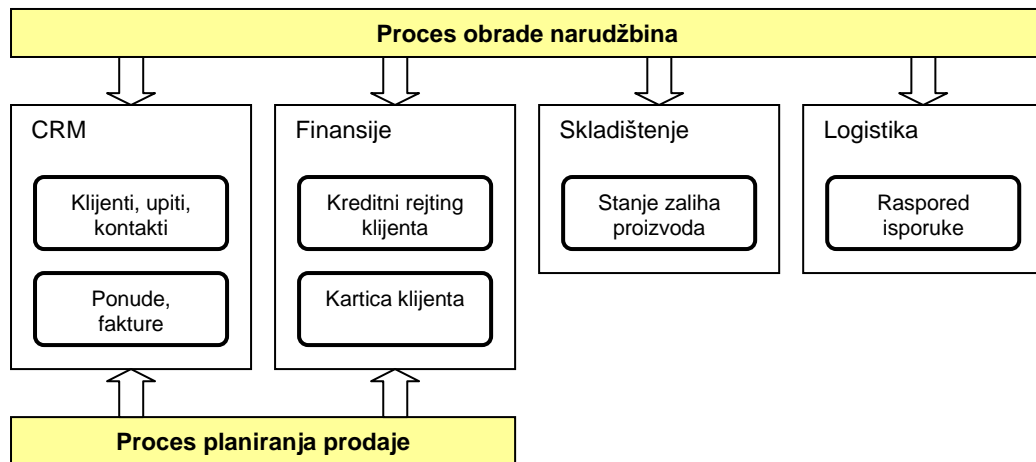 Proces obrade narudžbina
CRM
Klijenti, upiti,
kontakti
Ponude,
fakture
Finansije
Kreditni rejting
klijenta
Kartica klijenta
Skladištenje
Stanje zaliha
proizvoda
Logistika
Raspored
isporuke
Proces planiranja prodaje